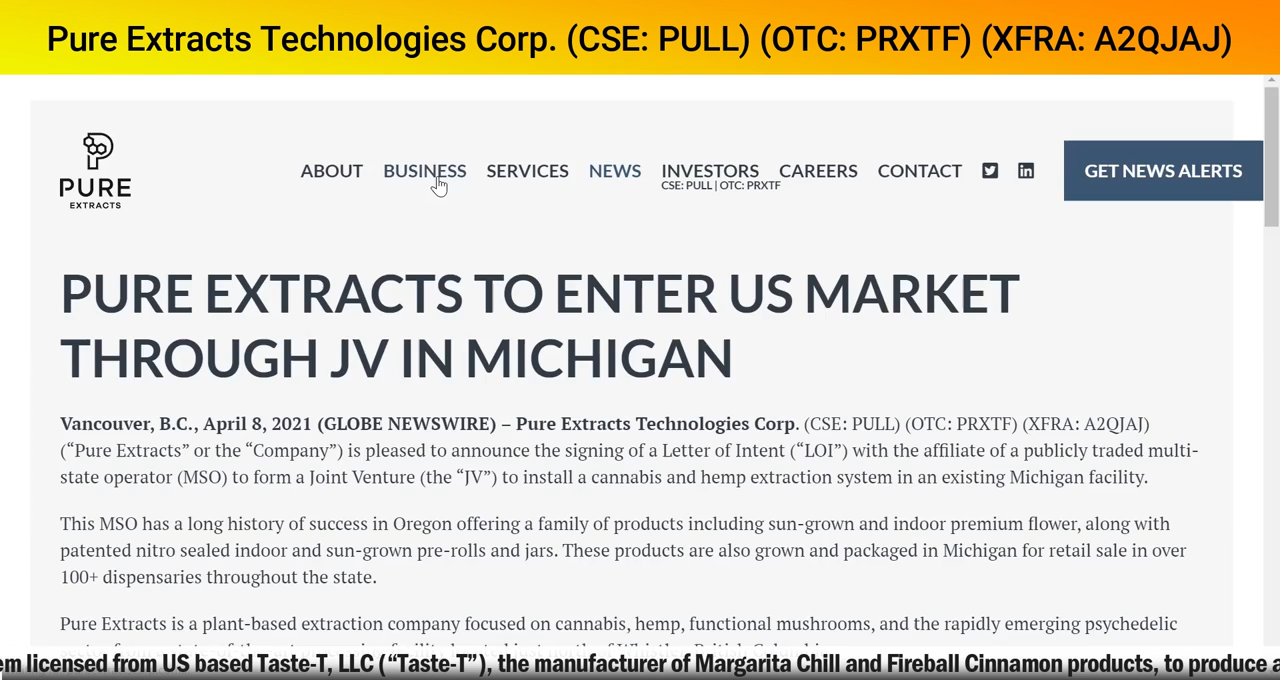 Pure Extracts Technologies Corp. (CSE: PULL) (OTC: PRXTF) (XFRA: A2QJAJ)
PURE
EXTRACTS
ABOUT BUSINESS SERVICES NEWS INVESTORS CAREERS CONTACT GET NEWS ALERTS
CSE: PULL | OTC: PRXTF
PURE EXTRACTS TO ENTER US MARKET
THROUGH JV IN MICHIGAN
Vancouver, B.C., April 8, 2021 (GLOBE NEWSWIRE) – Pure Extracts Technologies Corp. (CSE: PULL) (OTC: PRXTF) (XFRA: A2QJAJ)
(“Pure Extracts” or the “Company”) is pleased to announce the signing of a Letter of Intent (“LOI”) with the affiliate of a publicly traded multi-
state operator (MSO) to form a Joint Venture (the “JV”) to install a cannabis and hemp extraction system in an existing Michigan facility.
This MSO has a long history of success in Oregon offering a family of products including sun-grown and indoor premium flower, along with
patented nitro sealed indoor and sun-grown pre-rolls and jars. These products are also grown and packaged in Michigan for retail sale in over
100+ dispensaries throughout the state.
Pure Extracts is a plant-based extraction company focused on cannabis, hemp, functional mushrooms, and the rapidly emerging psychedelic
em licensed from US based Taste-T, LLC (“Taste-T”), the manufacturer of Margarita Chill and Fireball Cinnamon products, to produce a